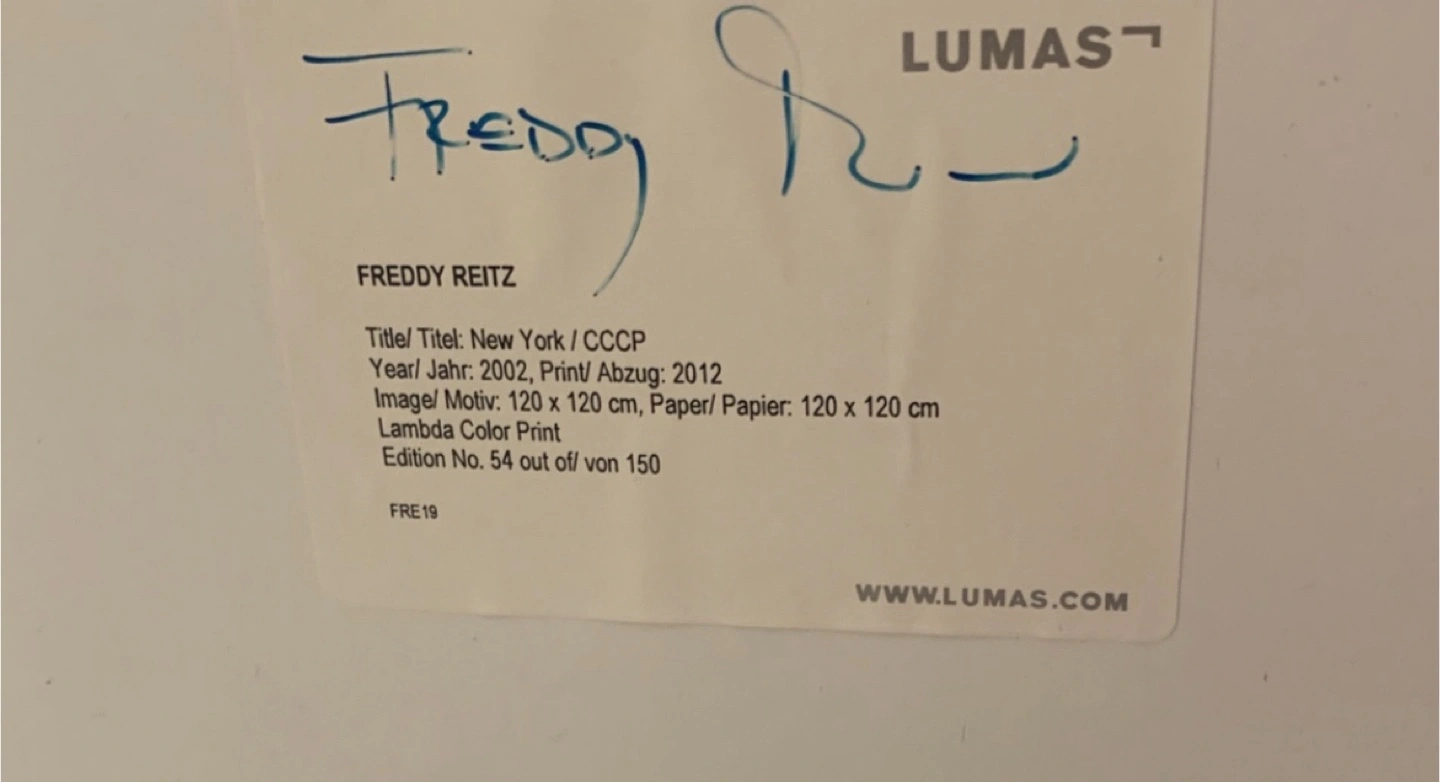 LUMAS
FREDDY
FREDDY REITZ
Title/ Titel: New York / CCCP
Year/ Jahr: 2002, Print/ Abzug: 2012
Image/ Motiv: 120 x 120 cm, Paper/ Papier: 120 x 120 cm
Lambda Color Print
Edition No. 54 out of/ von 150
FRE19
WWW.LUMAS.COM